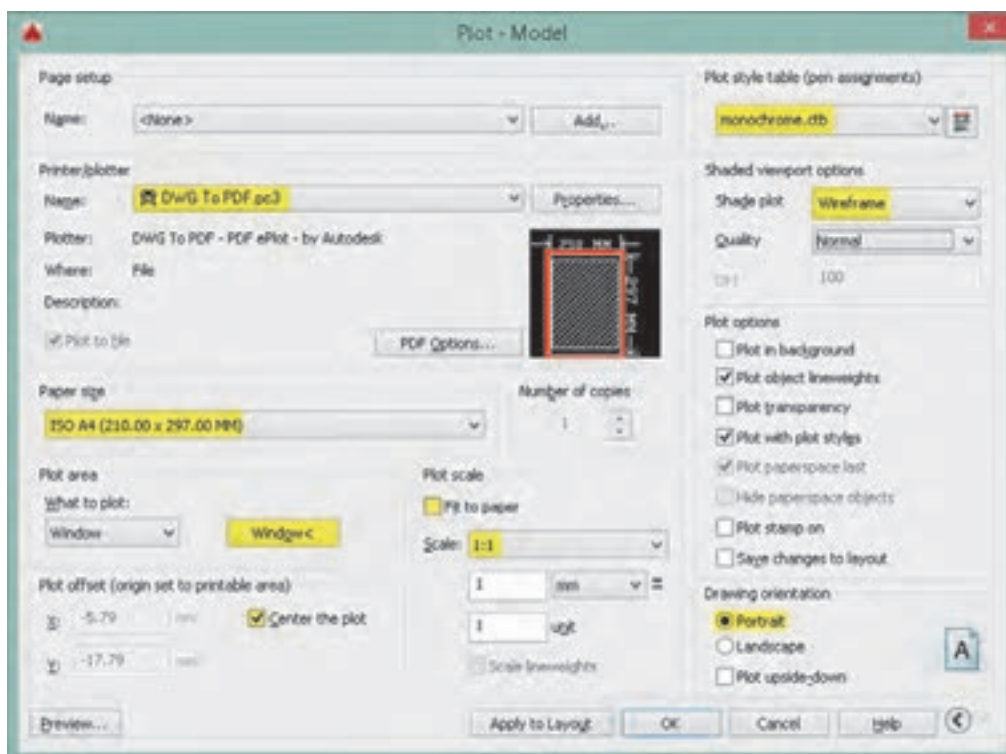 Plot - Model
Page setup
Name: <None> Add...
Printer/plotter
Name: DWG To PDF.pc3 Properties...
Plotter: DWG To PDF - PDF ePlot - by Autodesk
Where: File
Description:
Plot to file
PDF Options...
210 MM
297 MM
Paper size
ISO A4 (210.00 x 297.00 MM)
Number of copies
1
Plot area
What to plot:
Window Window<
Plot offset (origin set to printable area)
X: -5.79 mm Center the plot
Y: -17.79 mm
Plot scale
Fit to paper
Scale: 1:1
1 mm =
1 unit
Scale lineweights
Plot style table (pen assignments)
monochrome.ctb
Shaded viewport options
Shade plot Wireframe
Quality Normal
DPI 100
Plot options
Plot in background
Plot object lineweights
Plot transparency
Plot with plot styles
Plot paperspace last
Hide paperspace objects
Plot stamp on
Save changes to layout
Drawing orientation
Portrait
Landscape
Plot upside-down
A
Preview... Apply to Layout OK Cancel Help